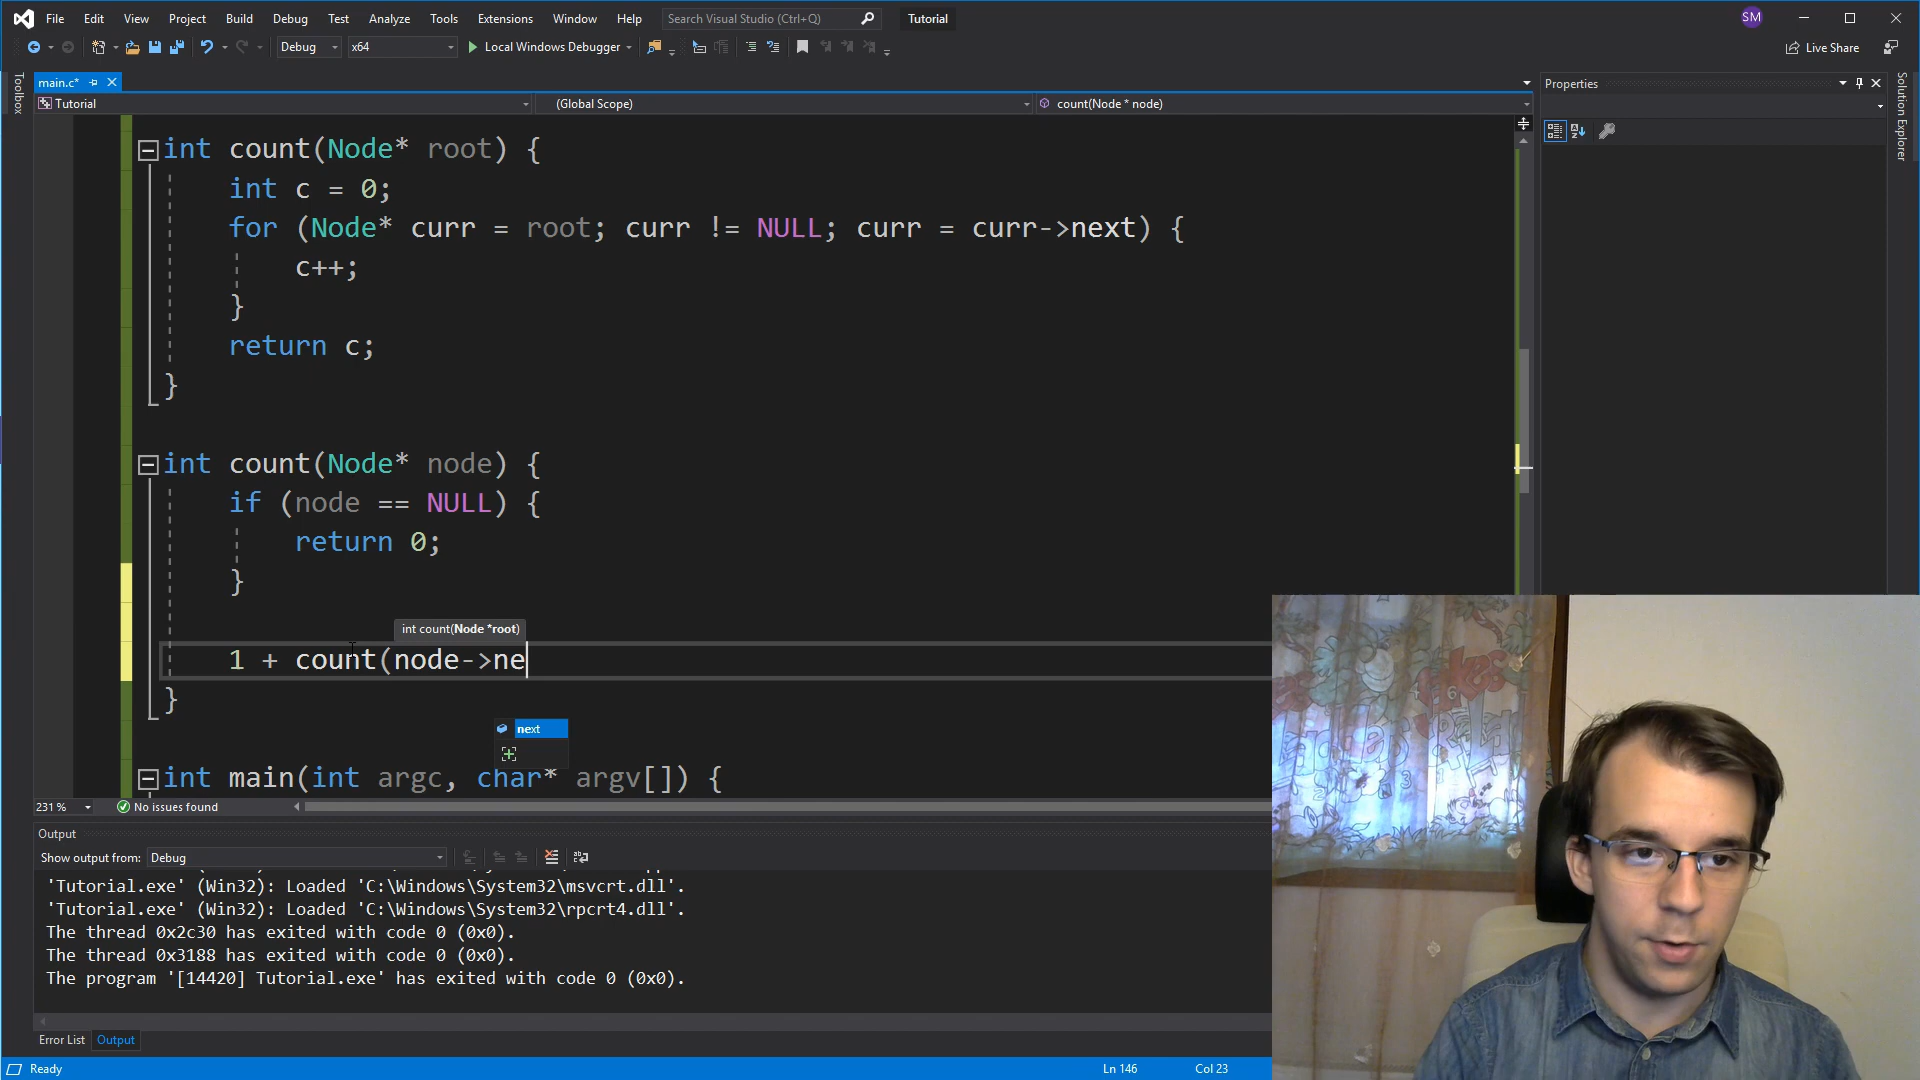 File Edit View Project Build Debug Test Analyze Tools Extensions Window Help Search Visual Studio (Ctrl+Q) Tutorial SM
Debug x64 Local Windows Debugger Live Share
Toolbox
main.c*
Tutorial (Global Scope) count(Node * node)
Properties
Solution Explorer
int count(Node* root) {
int c = 0;
for (Node* curr = root; curr != NULL; curr = curr->next) {
c++;
}
return c;
}
int count(Node* node) {
if (node == NULL) {
return 0;
}
int count(Node *root)
1 + count(node->ne
}
next
int main(int argc, char* argv[]) {
231 % No issues found
Output
Show output from: Debug
'Tutorial.exe' (Win32): Loaded 'C:\Windows\System32\msvcrt.dll'.
'Tutorial.exe' (Win32): Loaded 'C:\Windows\System32\rpcrt4.dll'.
The thread 0x2c30 has exited with code 0 (0x0).
The thread 0x3188 has exited with code 0 (0x0).
The program '[14420] Tutorial.exe' has exited with code 0 (0x0).
Error List Output
Ready Ln 146 Col 23